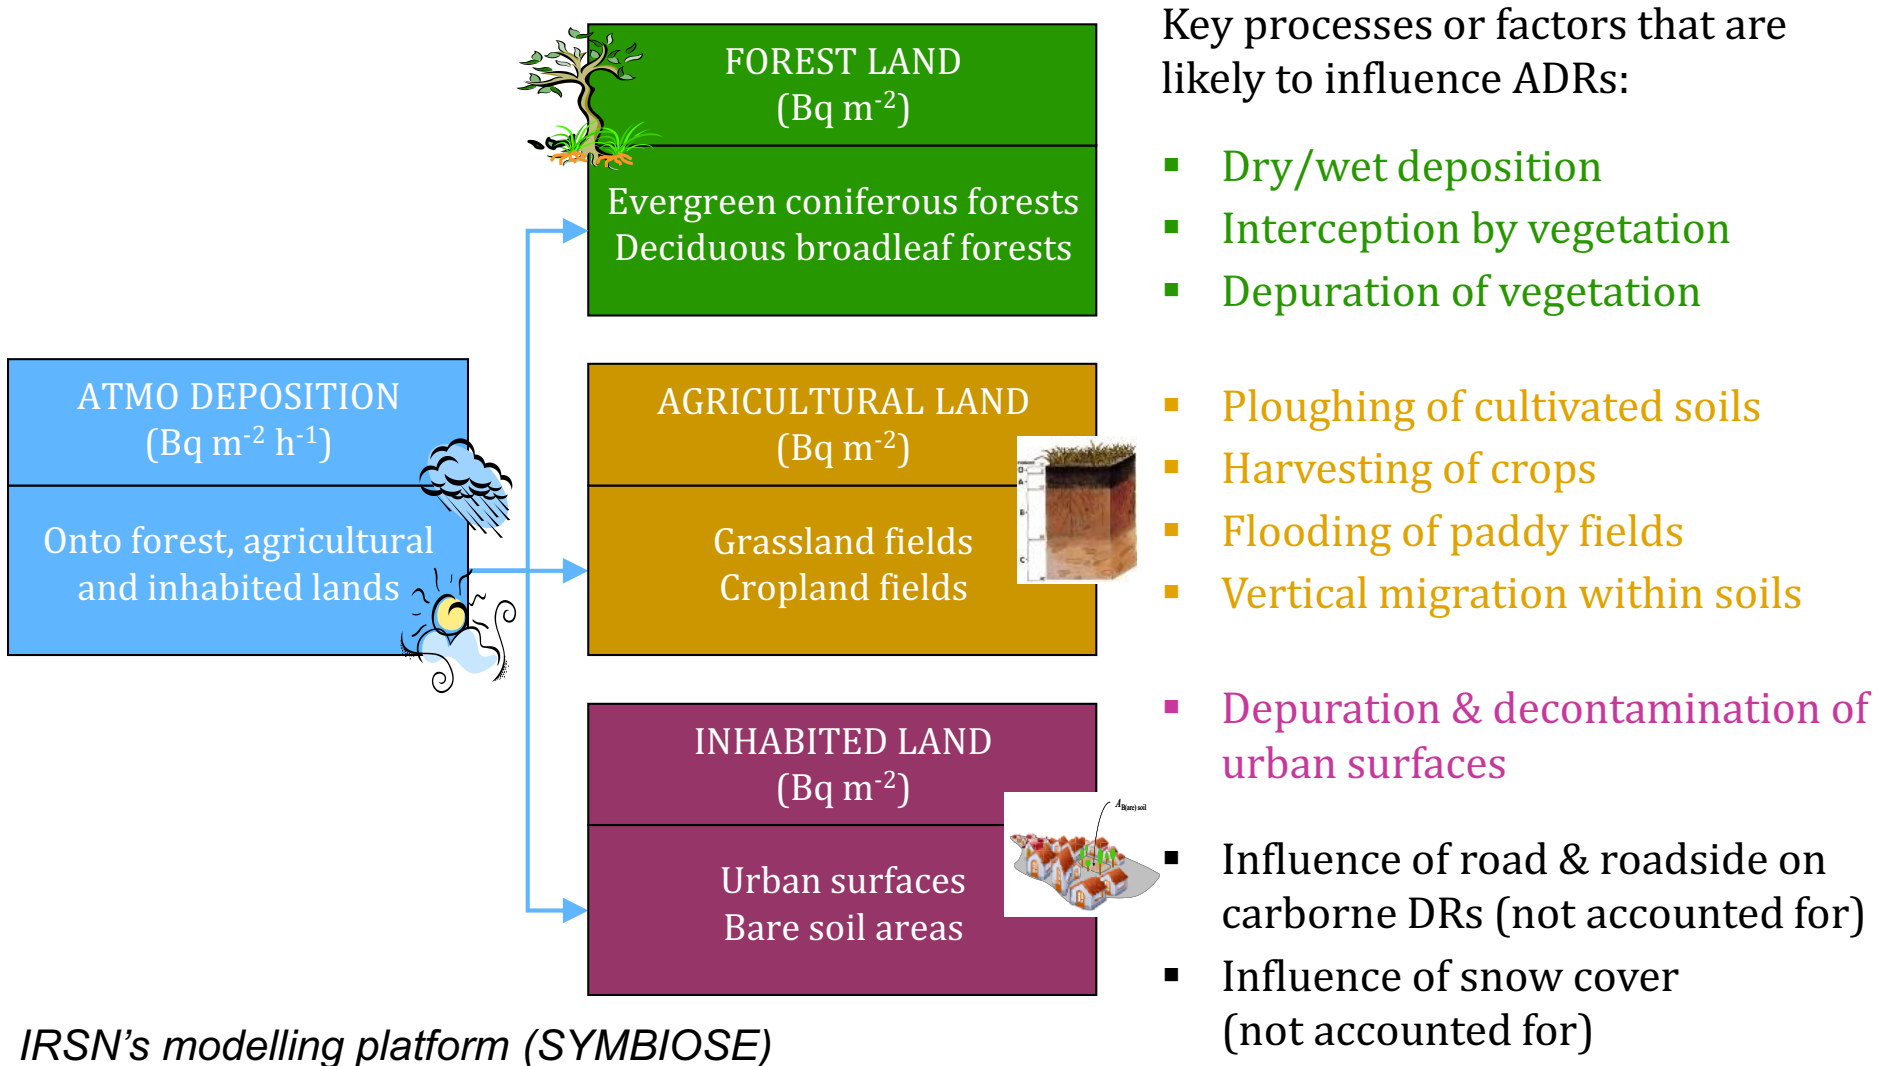 FOREST LAND
(Bq m-2)
Evergreen coniferous forests
Deciduous broadleaf forests
ATMO DEPOSITION
(Bq m-2 h-1)
Onto forest, agricultural
and inhabited lands
AGRICULTURAL LAND
(Bq m-2)
Grassland fields
Cropland fields
INHABITED LAND
(Bq m-2)
Urban surfaces
Bare soil areas
AB(are) soil
Key processes or factors that are
likely to influence ADRs:
▪ Dry/wet deposition
▪ Interception by vegetation
▪ Depuration of vegetation
▪ Ploughing of cultivated soils
▪ Harvesting of crops
▪ Flooding of paddy fields
▪ Vertical migration within soils
▪ Depuration & decontamination of
urban surfaces
▪ Influence of road & roadside on
carborne DRs (not accounted for)
▪ Influence of snow cover
(not accounted for)
IRSN's modelling platform (SYMBIOSE)